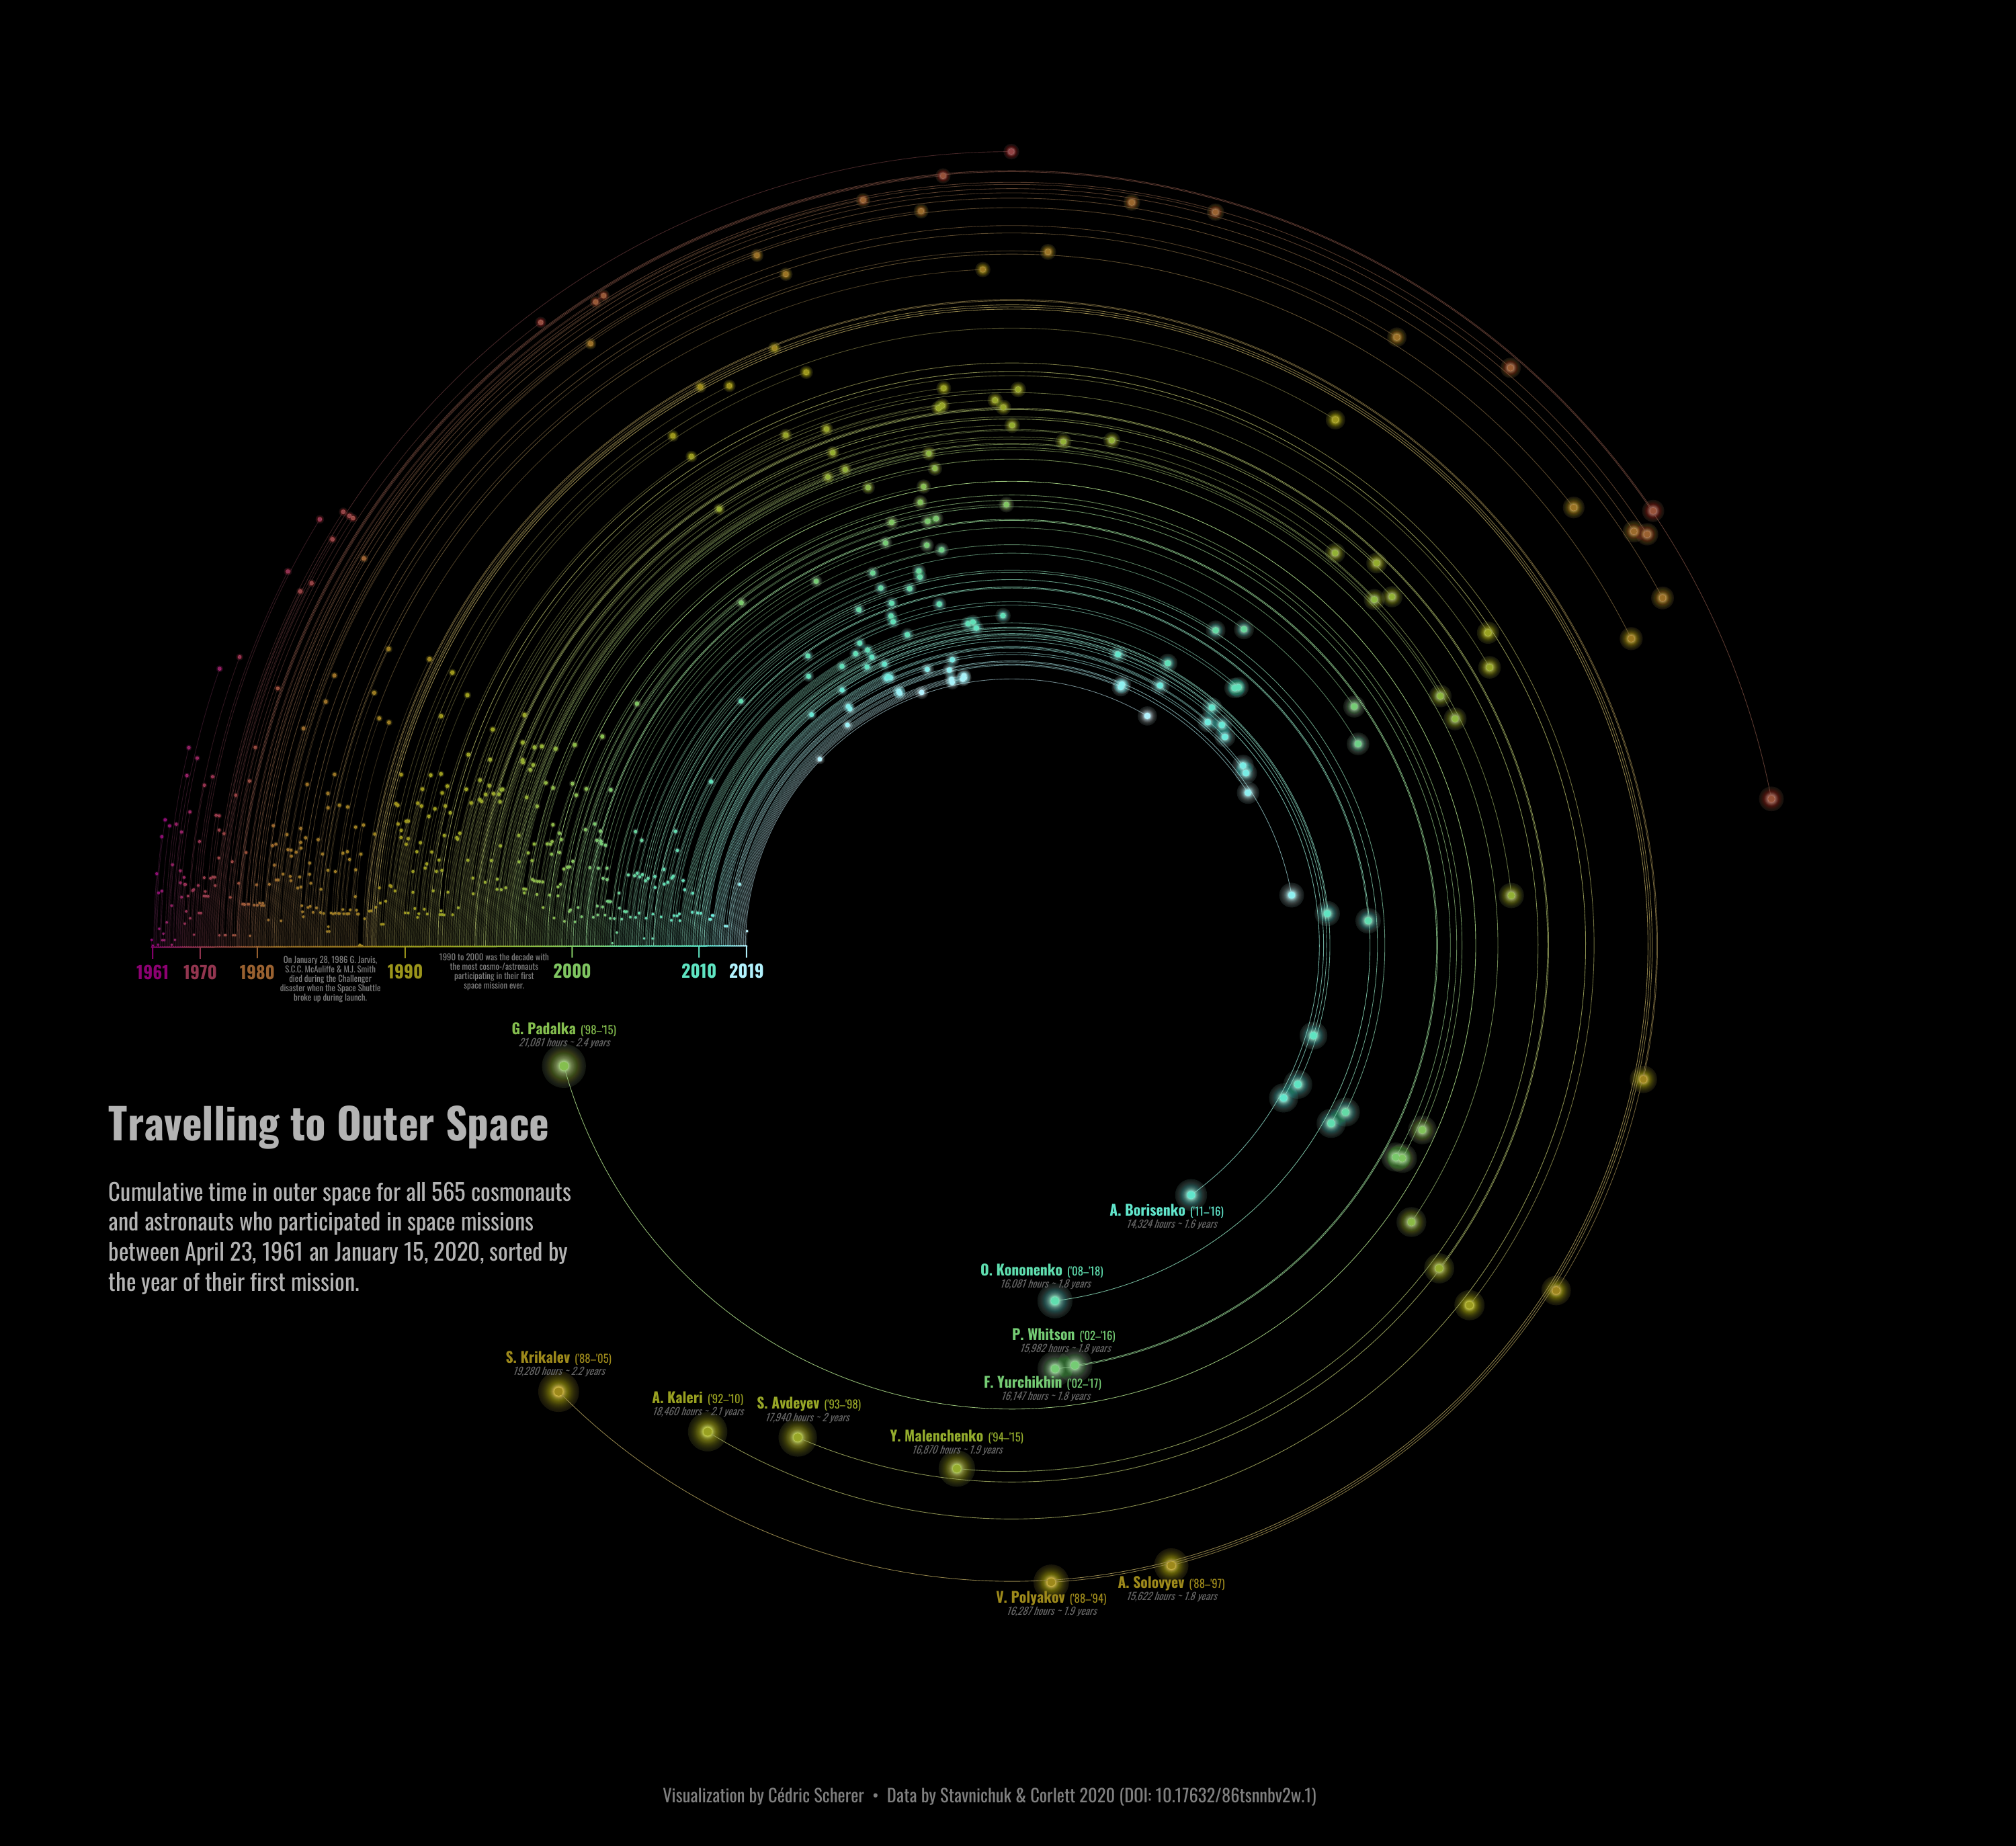 1961
1970
1980
On January 28, 1986 G. Jarvis,
S.C.C. McAuliffe & M.J. Smith
died during the Challenger
disaster when the Space Shuttle
broke up during launch.
1990
1990 to 2000 was the decade with
the most cosmo-/astronauts
participating in their first
space mission ever.
2000
2010
2019
G. Padalka ('98–'15)
21,081 hours ~ 2.4 years
Travelling to Outer Space
Cumulative time in outer space for all 565 cosmonauts
and astronauts who participated in space missions
between April 23, 1961 an January 15, 2020, sorted by
the year of their first mission.
A. Borisenko ('11–'16)
14,324 hours ~ 1.6 years
O. Kononenko ('08–'18)
16,081 hours ~ 1.8 years
P. Whitson ('02–'16)
15,982 hours ~ 1.8 years
F. Yurchikhin ('02–'17)
16,147 hours ~ 1.8 years
S. Krikalev ('88–'05)
19,280 hours ~ 2.2 years
A. Kaleri ('92–'10)
18,460 hours ~ 2.1 years
S. Avdeyev ('93–'98)
17,940 hours ~ 2 years
Y. Malenchenko ('94–'15)
16,870 hours ~ 1.9 years
V. Polyakov ('88–'94)
16,287 hours ~ 1.9 years
A. Solovyev ('88–'97)
15,622 hours ~ 1.8 years
Visualization by Cédric Scherer • Data by Stavnichuk & Corlett 2020 (DOI: 10.17632/86tsnnbv2w.1)